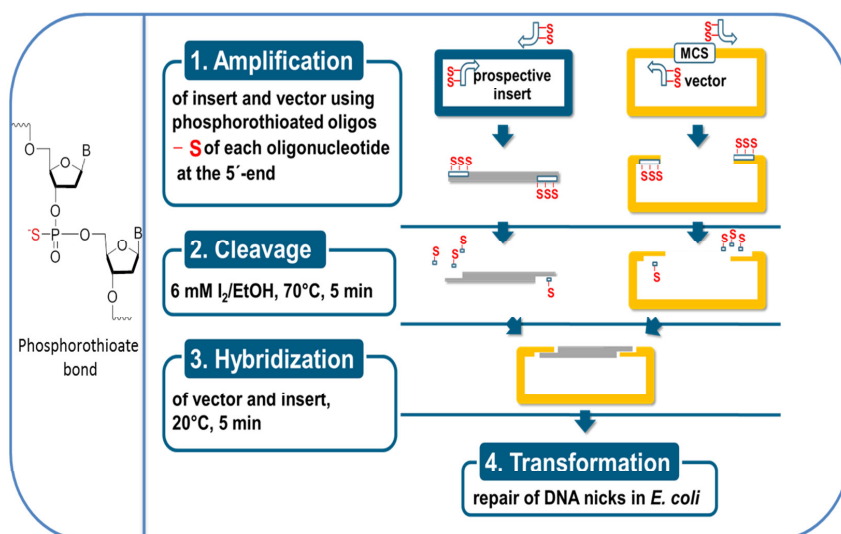 1. Amplification
of insert and vector using
phosphorothioated oligos
– S of each oligonucleotide
at the 5´-end
S
S
S
S
prospective
insert
S
S
MCS
S
S
vector
SSS
SSS
SSS
SSS
B
O
O
O
⁻S
P
O
O
O
B
O
Phosphorothioate
bond
2. Cleavage
6 mM I₂/EtOH, 70°C, 5 min
S
S
S
S
S
S
S
S
3. Hybridization
of vector and insert,
20°C, 5 min
4. Transformation
repair of DNA nicks in E. coli